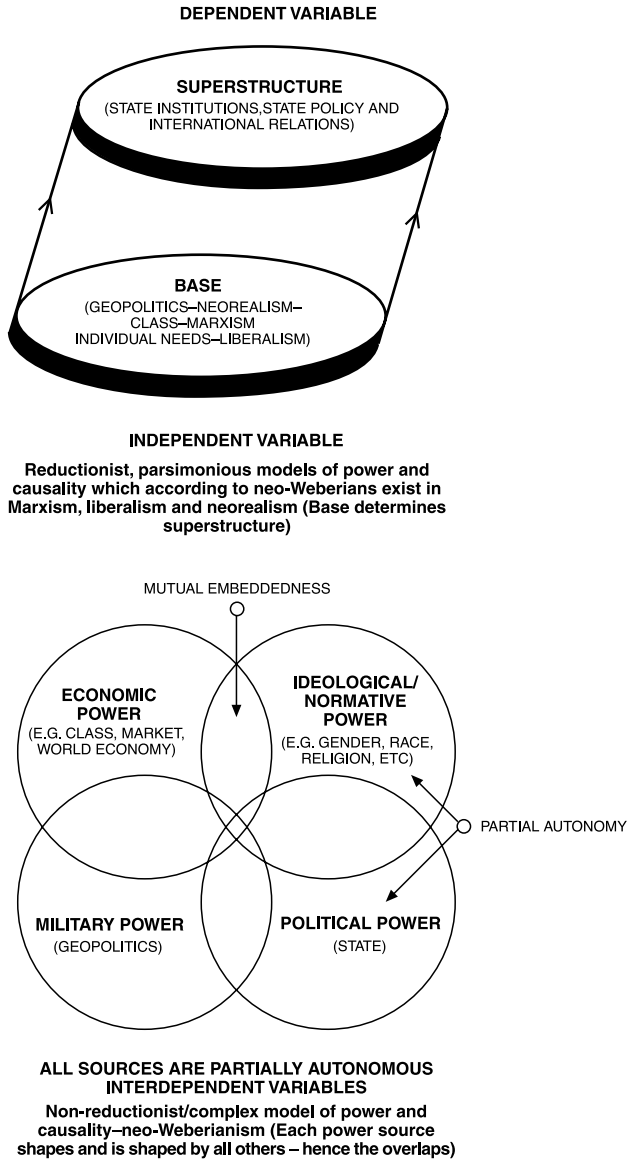 DEPENDENT VARIABLE
SUPERSTRUCTURE
(STATE INSTITUTIONS,STATE POLICY AND
INTERNATIONAL RELATIONS)
BASE
(GEOPOLITICS–NEOREALISM–
CLASS–MARXISM
INDIVIDUAL NEEDS–LIBERALISM)
INDEPENDENT VARIABLE
Reductionist, parsimonious models of power and
causality which according to neo-Weberians exist in
Marxism, liberalism and neorealism (Base determines
superstructure)
MUTUAL EMBEDDEDNESS
ECONOMIC
POWER
(E.G. CLASS, MARKET,
WORLD ECONOMY)
IDEOLOGICAL/
NORMATIVE
POWER
(E.G. GENDER, RACE,
RELIGION, ETC)
PARTIAL AUTONOMY
MILITARY POWER
(GEOPOLITICS)
POLITICAL POWER
(STATE)
ALL SOURCES ARE PARTIALLY AUTONOMOUS
INTERDEPENDENT VARIABLES
Non-reductionist/complex model of power and
causality–neo-Weberianism (Each power source
shapes and is shaped by all others – hence the overlaps)